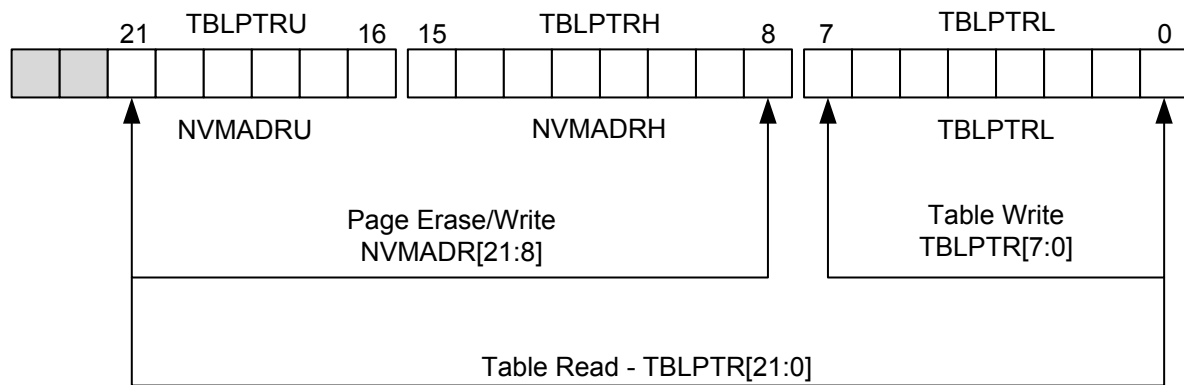 21 TBLPTRU 16 15 TBLPTRH 8 7 TBLPTRL 0
NVMADRU NVMADRH TBLPTRL
Page Erase/Write
NVMADR[21:8]
Table Write
TBLPTR[7:0]
Table Read - TBLPTR[21:0]